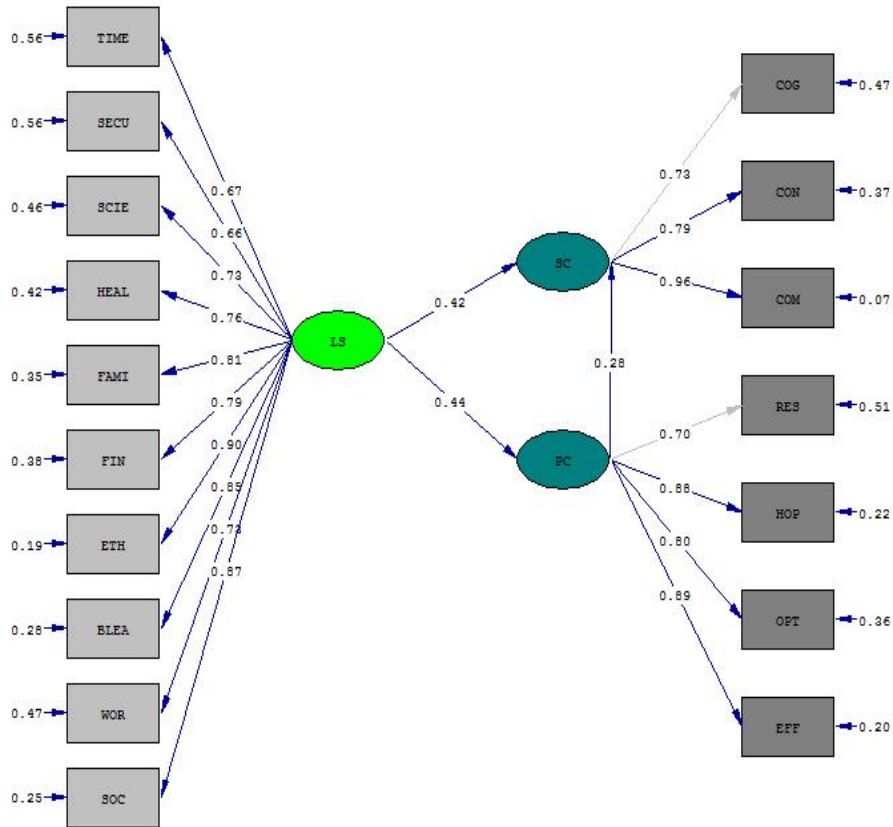 0.56 TIME
0.56 SECU
0.46 SCIE
0.42 HEAL
0.35 FAMI
0.38 FIN
0.19 ETH
0.28 BLEA
0.47 WOR
0.25 SOC
0.67
0.66
0.73
0.76
0.81
0.79
0.90
0.85
0.73
0.87
LS
0.42
0.44
SC
0.28
PC
0.73
0.79
0.96
0.70
0.88
0.80
0.89
COG 0.47
CON 0.37
COM 0.07
RES 0.51
HOP 0.22
OPT 0.36
EFF 0.20